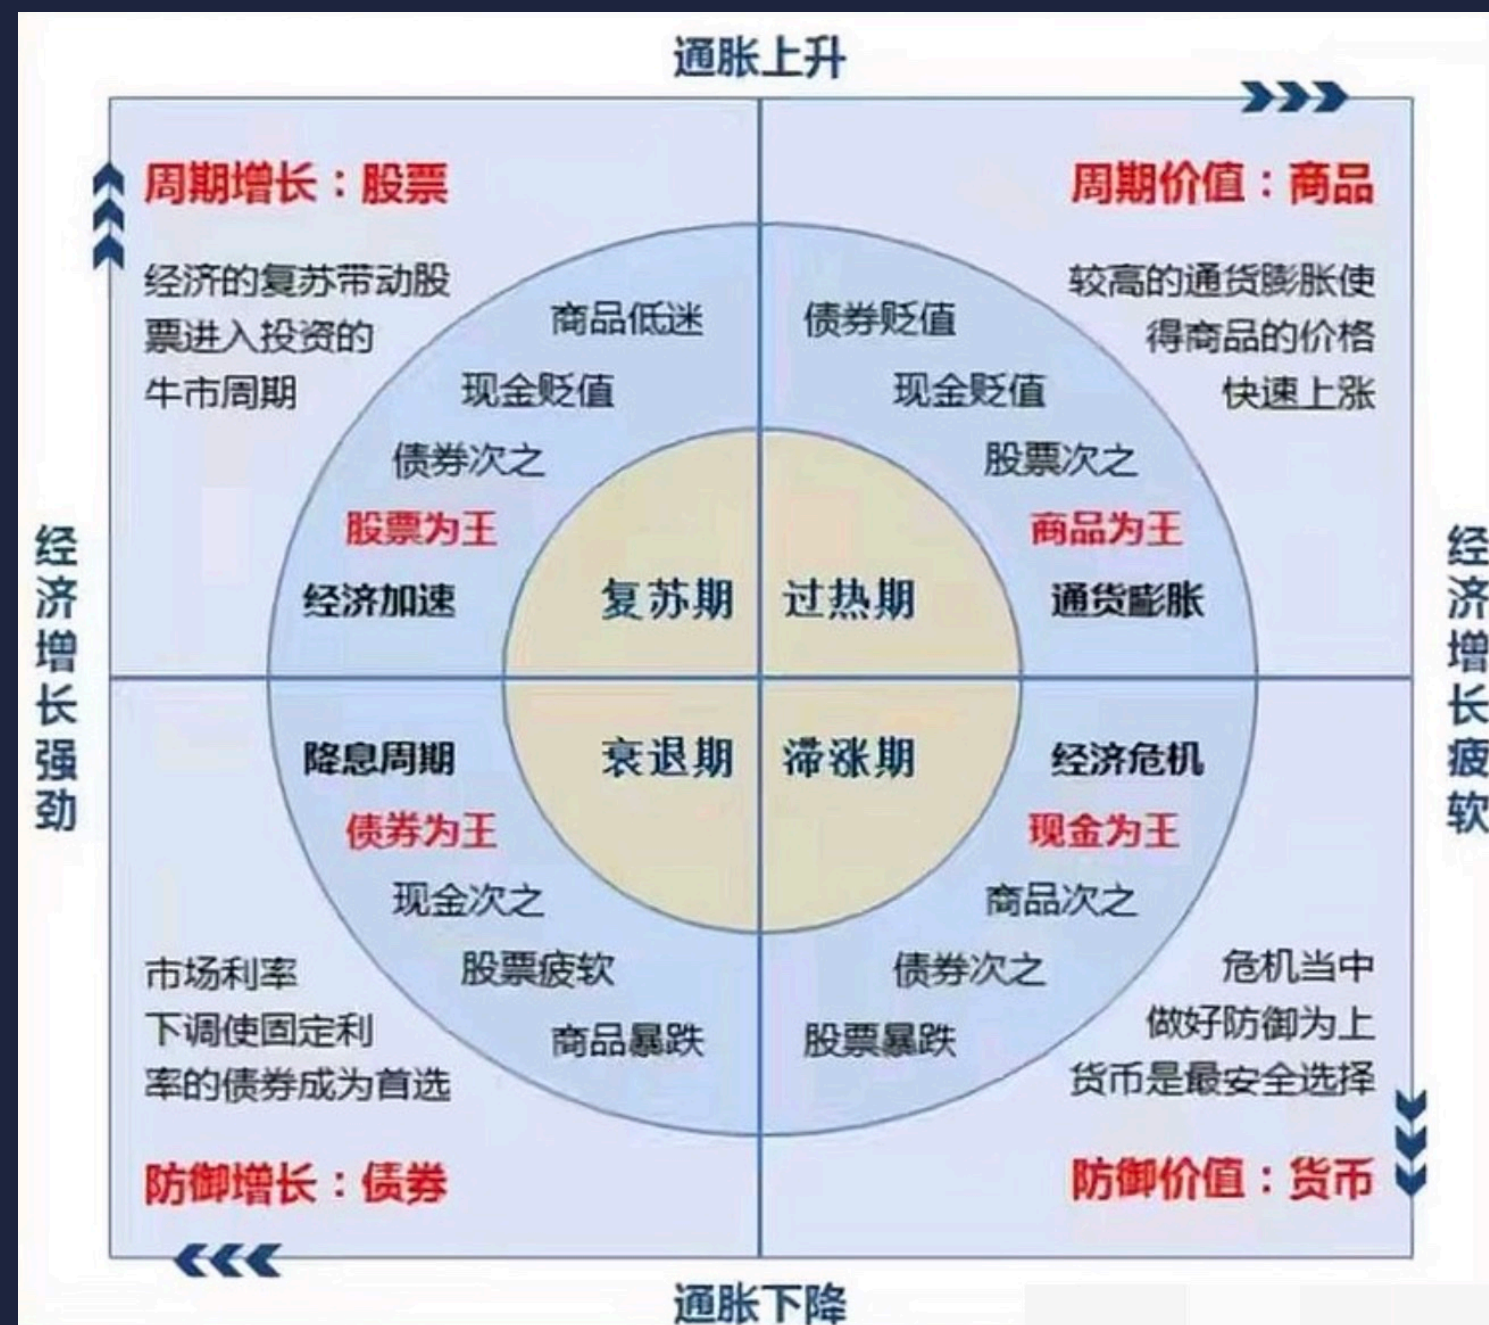 通胀上升
周期增长：股票
经济的复苏带动股
票进入投资的
牛市周期
周期价值：商品
较高的通货膨胀使
得商品的价格
快速上涨
商品低迷
现金贬值
债券次之
股票为王
经济加速
债券贬值
现金贬值
股票次之
商品为王
通货膨胀
复苏期
过热期
经济增长强劲
经济增长疲软
衰退期
滞涨期
降息周期
债券为王
现金次之
股票疲软
商品暴跌
经济危机
现金为王
商品次之
债券次之
股票暴跌
市场利率
下调使固定利
率的债券成为首选
防御增长：债券
危机当中
做好防御为上
货币是最安全选择
防御价值：货币
通胀下降